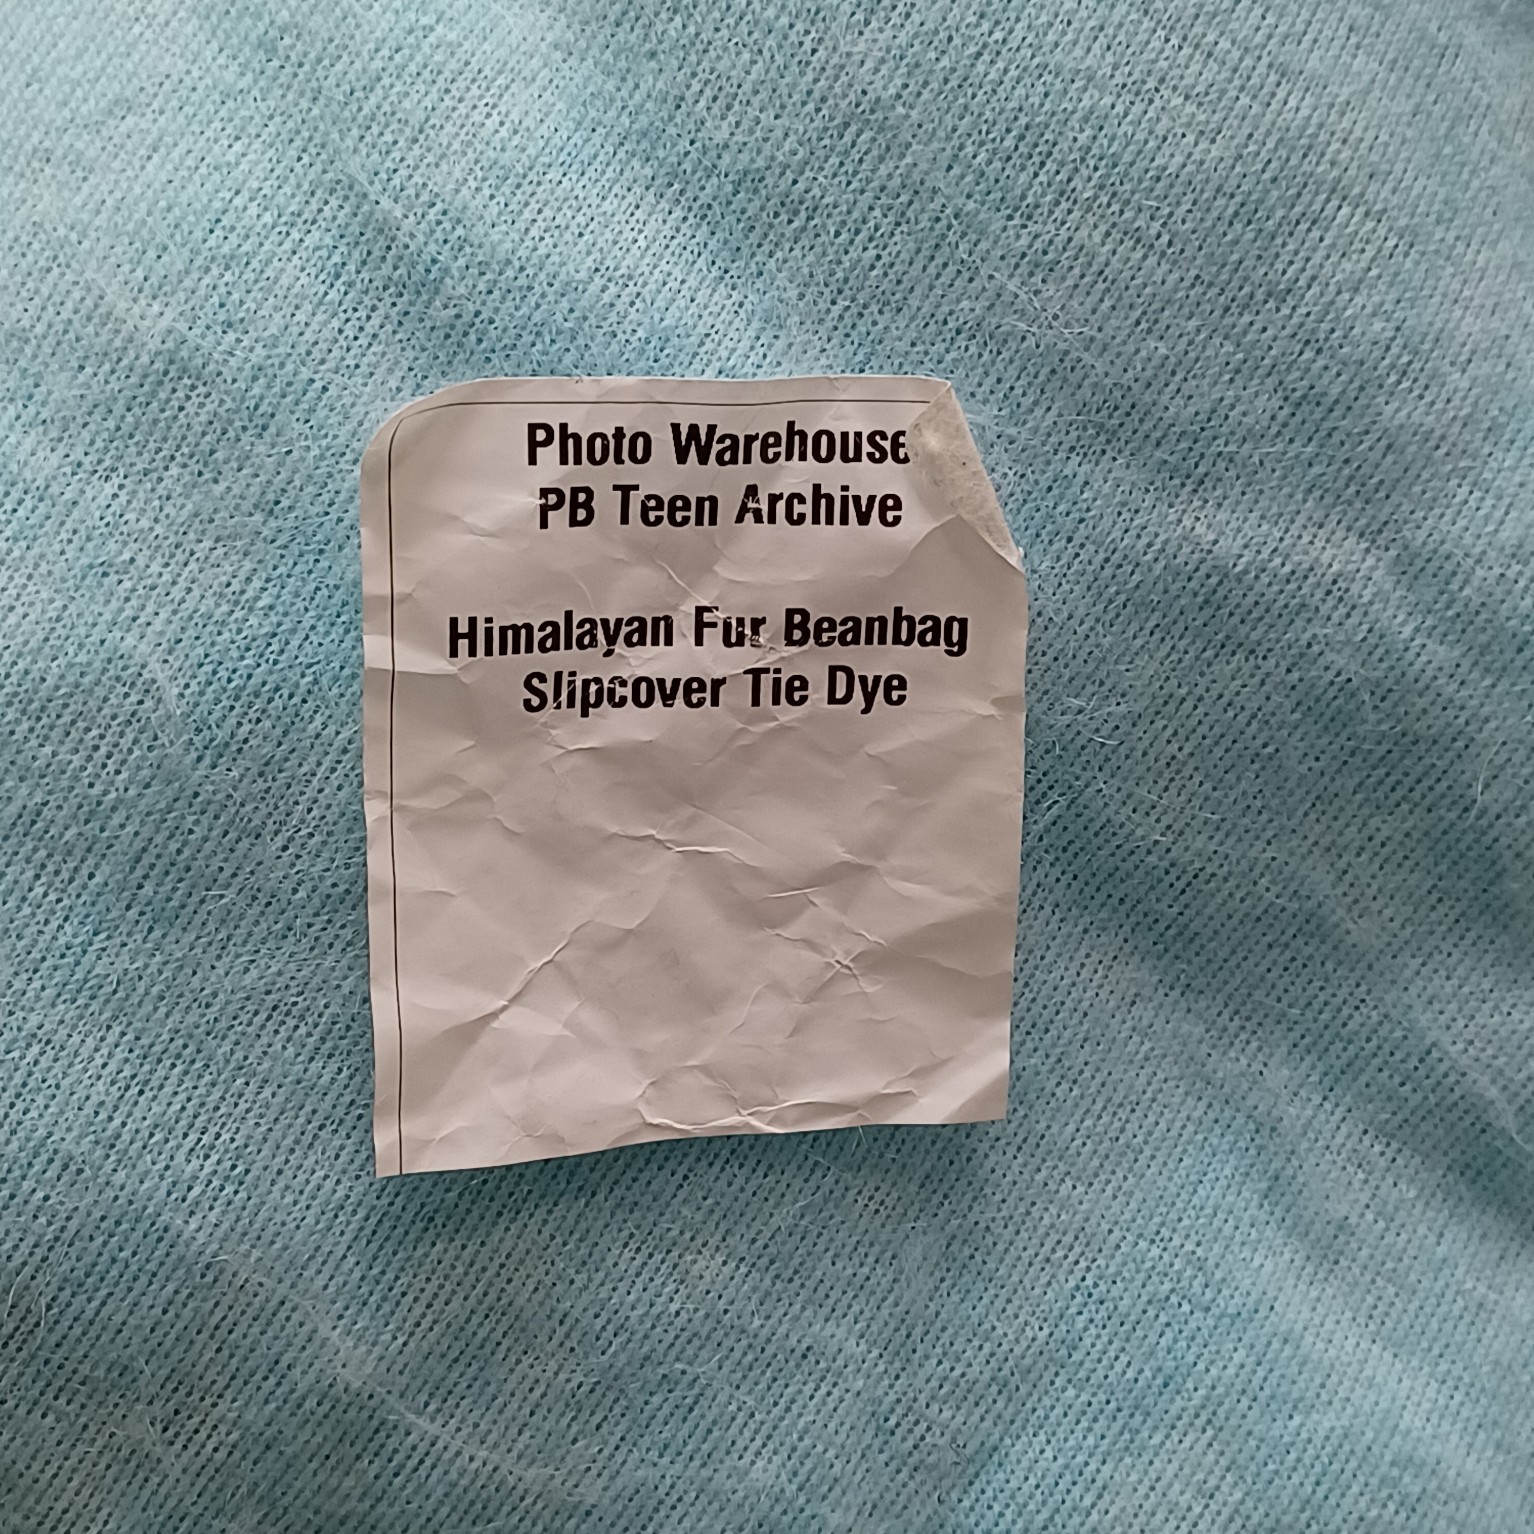 Photo Warehouse
PB Teen Archive
Himalayan Fur Beanbag
Slipcover Tie Dye